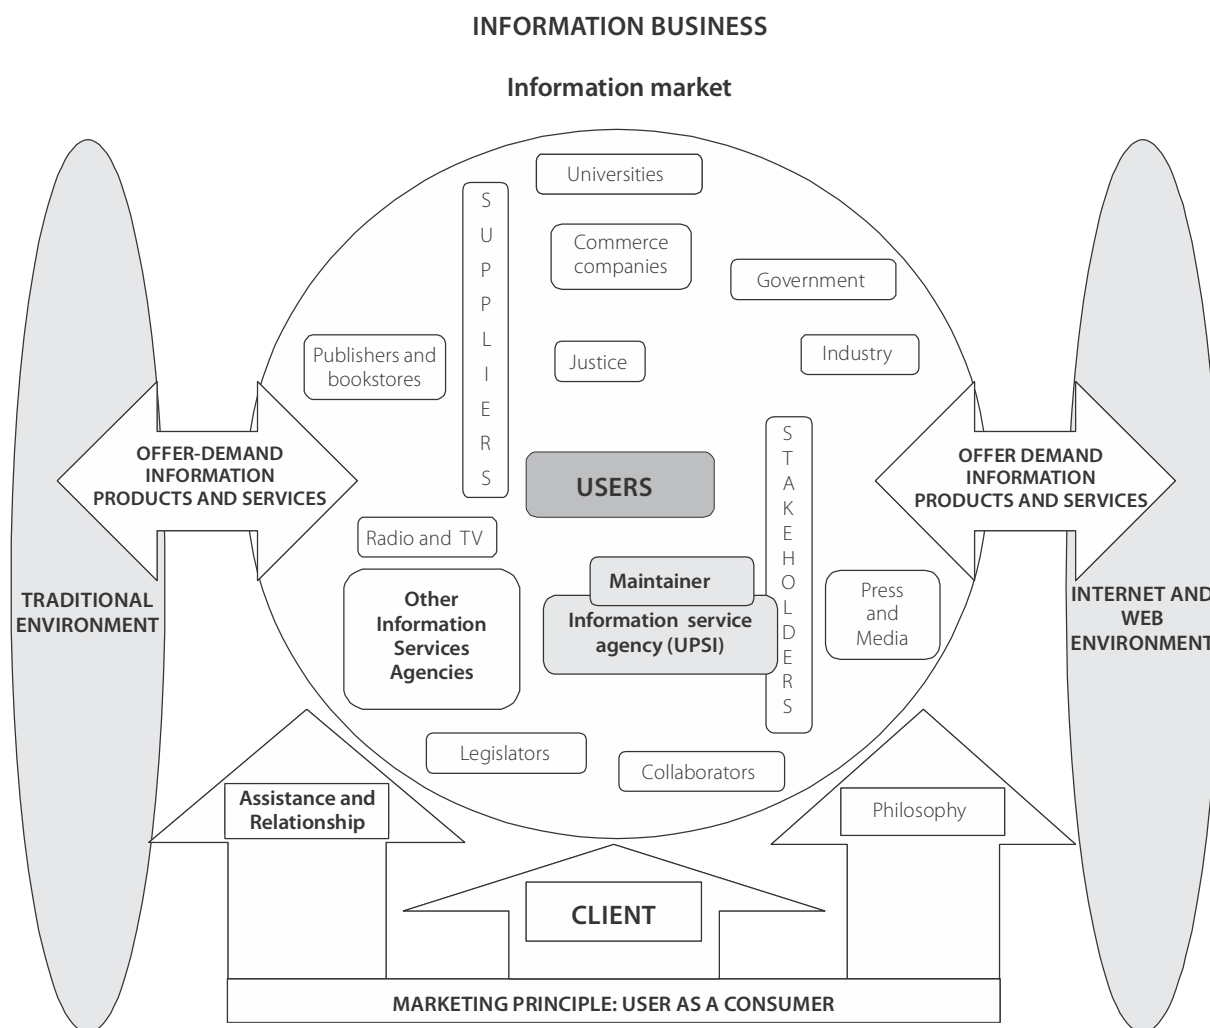 INFORMATION BUSINESS
Information market
Universities
SUPPLIERS
Commerce
companies
Government
Publishers and
bookstores
Justice
Industry
OFFER-DEMAND
INFORMATION
PRODUCTS AND SERVICES
USERS
STAKEHOLDERS
OFFER DEMAND
INFORMATION
PRODUCTS AND SERVICES
Radio and TV
TRADITIONAL
ENVIRONMENT
Other
Information
Services
Agencies
Maintainer
Information service
agency (UPSI)
Press
and
Media
INTERNET AND
WEB
ENVIRONMENT
Legislators
Collaborators
Assistance and
Relationship
Philosophy
CLIENT
MARKETING PRINCIPLE: USER AS A CONSUMER